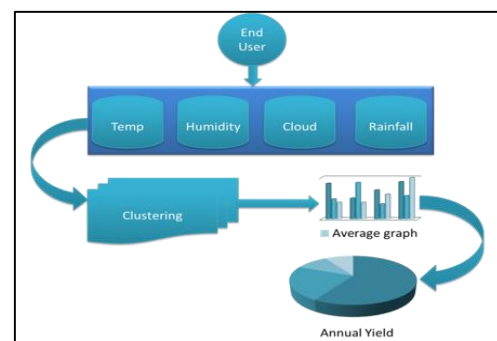 End
User
Temp Humidity Cloud Rainfall
Clustering
Average graph
Annual Yield